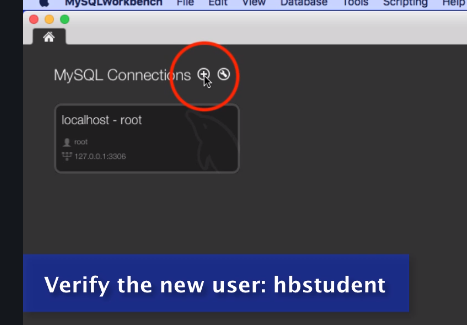 MySQLWorkbench File Edit View Database Tools Scripting Help
MySQL Connections
localhost - root
root
127.0.0.1:3306
Verify the new user: hbstudent